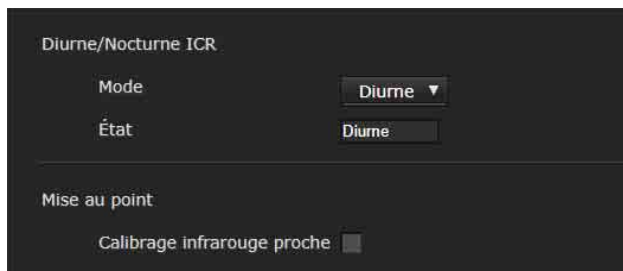 Diurne/Nocturne ICR
Mode Diurne
État Diurne
Mise au point
Calibrage infrarouge proche